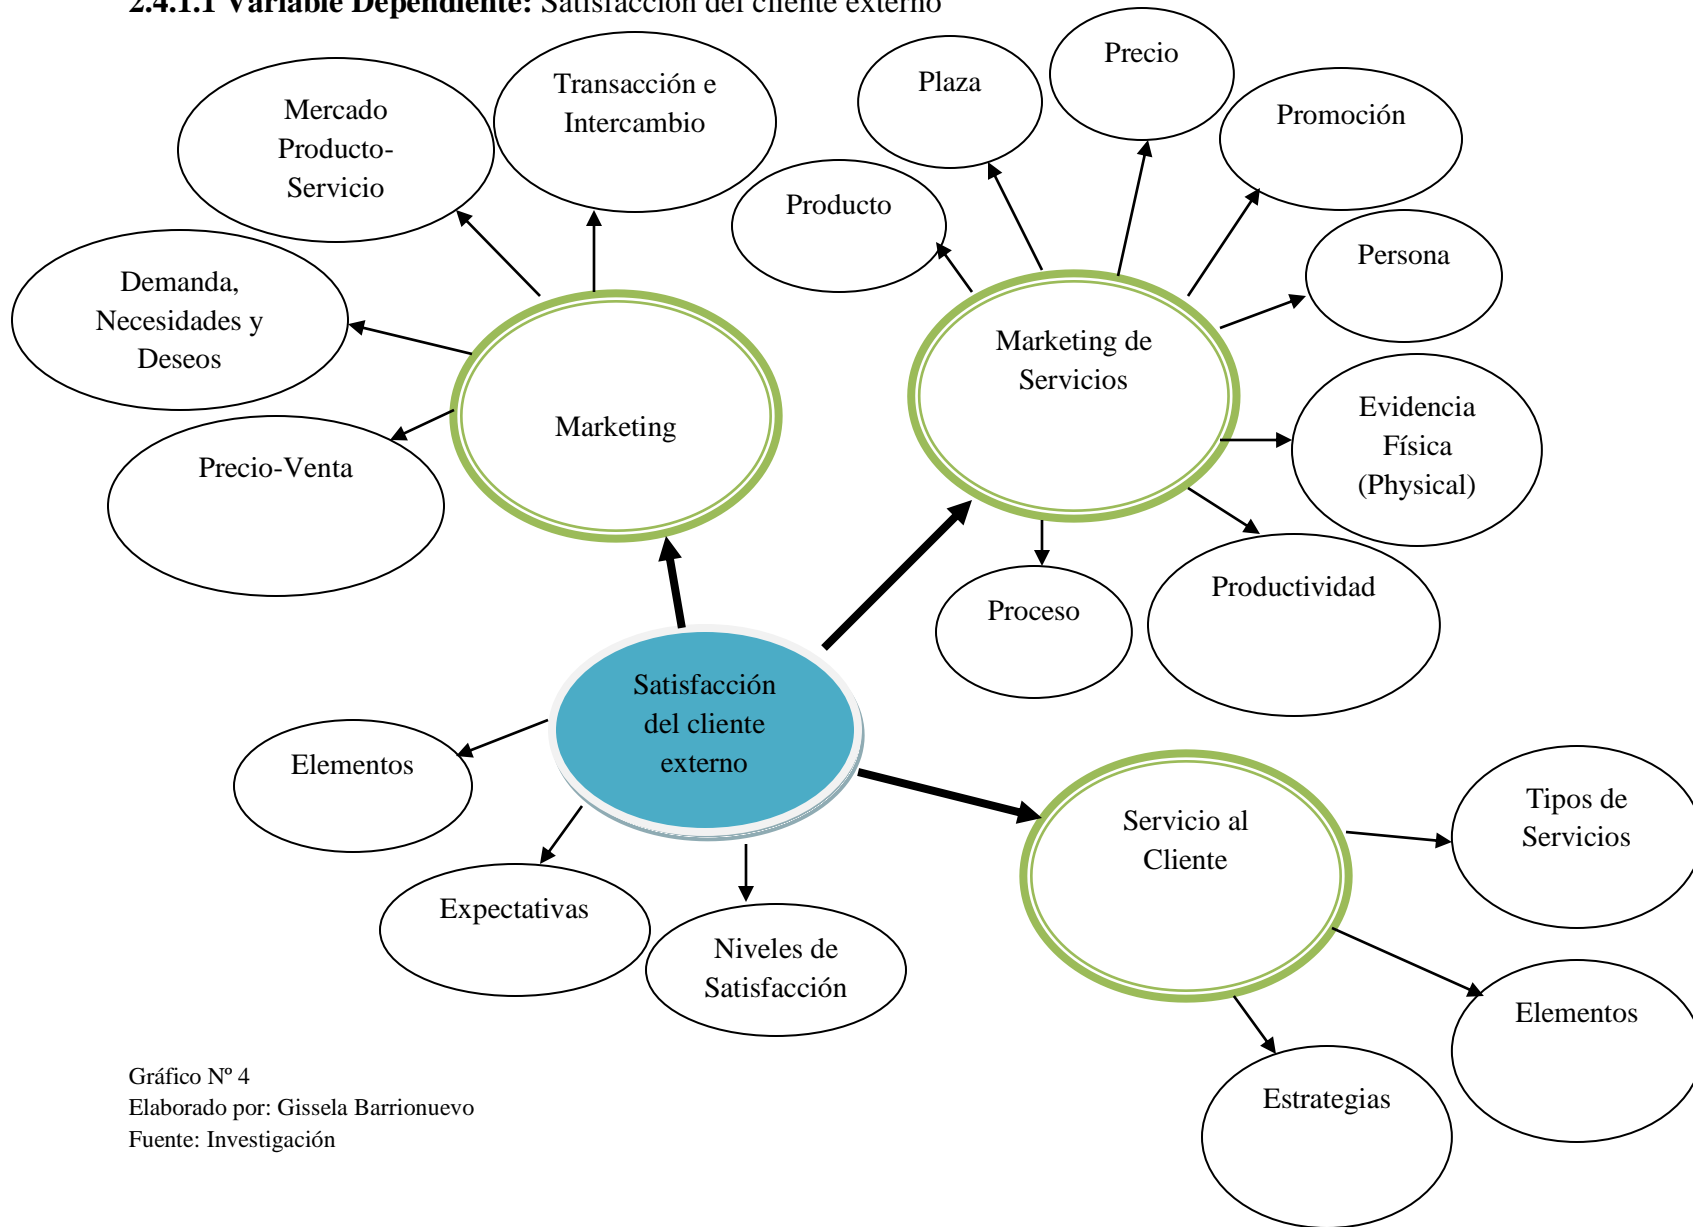 2.4.1.1 Variable Dependiente: Satisfacción del cliente externo
Transacción e
Intercambio
Mercado
Producto-
Servicio
Demanda,
Necesidades y
Deseos
Precio-Venta
Marketing
Plaza
Precio
Promoción
Producto
Persona
Marketing de
Servicios
Evidencia
Física
(Physical)
Productividad
Proceso
Satisfacción
del cliente
externo
Elementos
Expectativas
Niveles de
Satisfacción
Servicio al
Cliente
Tipos de
Servicios
Elementos
Estrategias
Gráfico Nº 4
Elaborado por: Gissela Barrionuevo
Fuente: Investigación